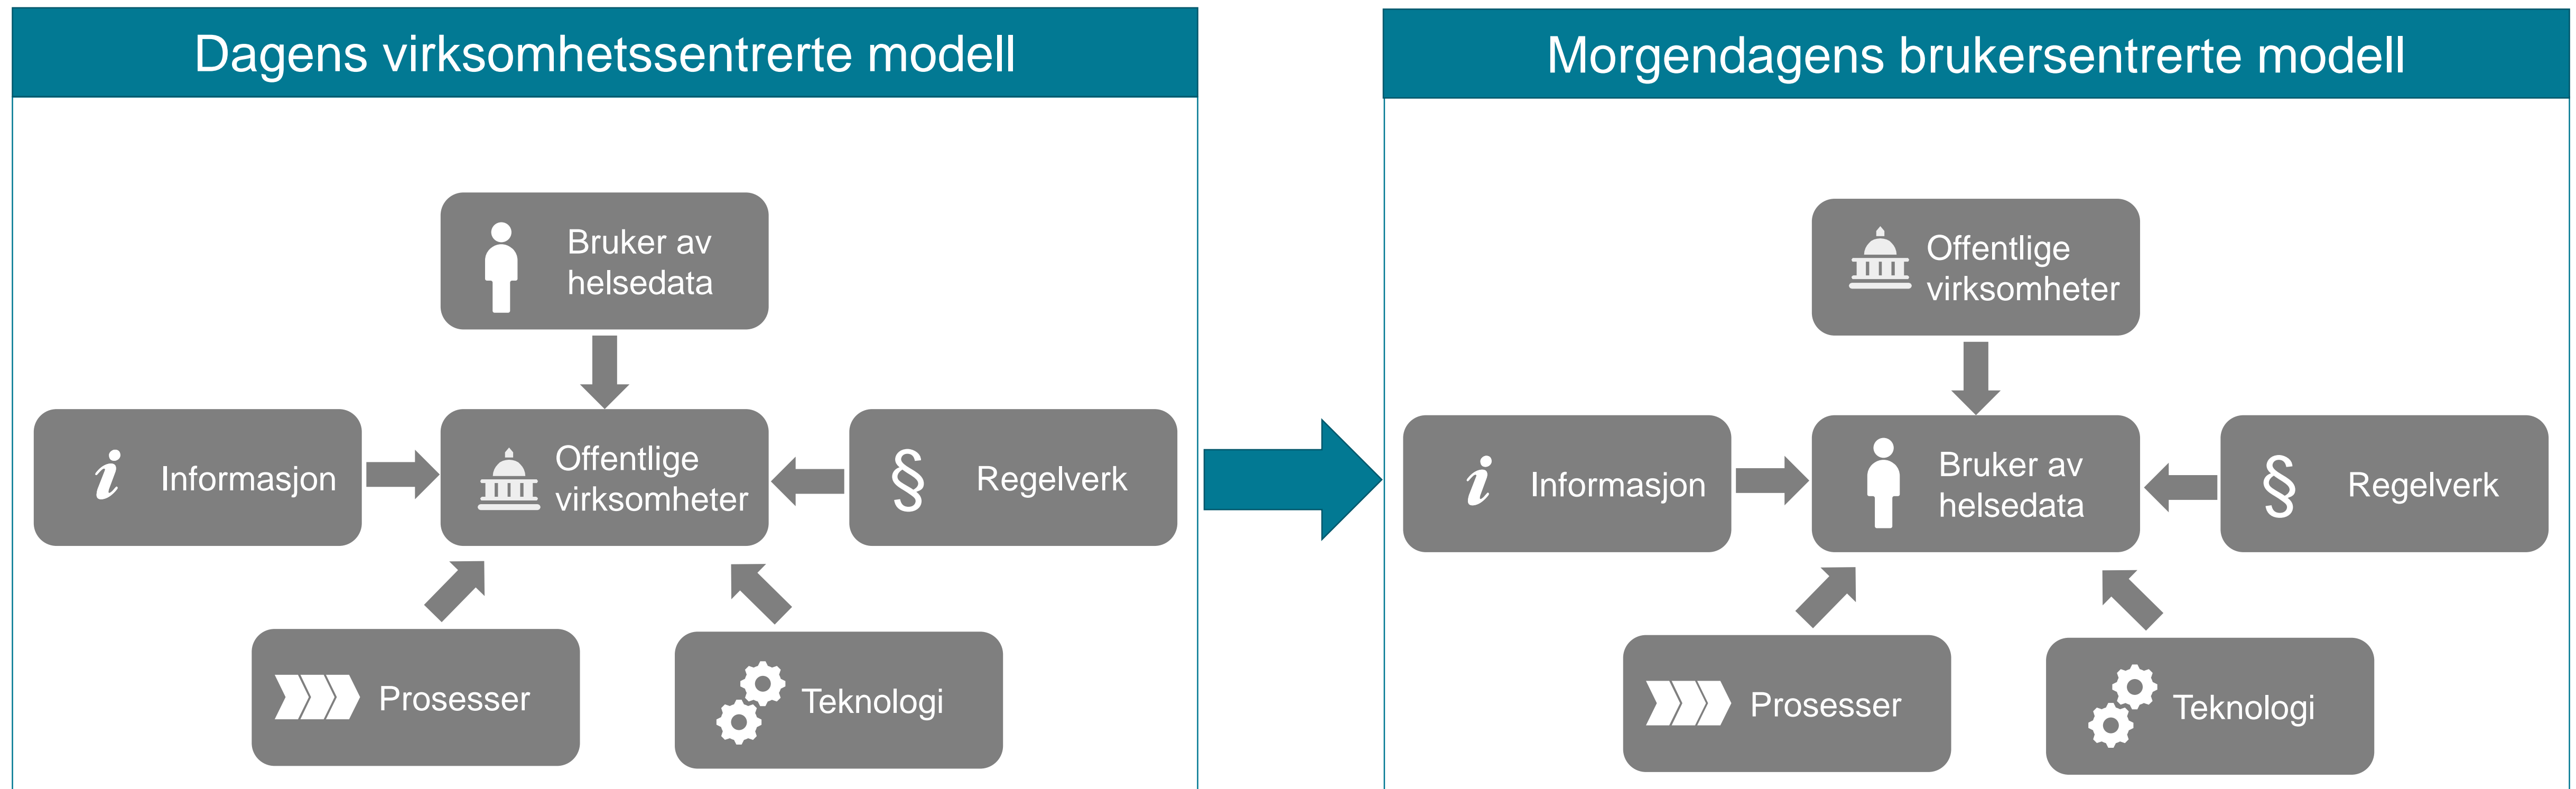 Dagens virksomhetssentrerte modell
Bruker av
helsedata
i Informasjon
Offentlige
virksomheter
§ Regelverk
Prosesser
Teknologi
Morgendagens brukersentrerte modell
Offentlige
virksomheter
i Informasjon
Bruker av
helsedata
§ Regelverk
Prosesser
Teknologi